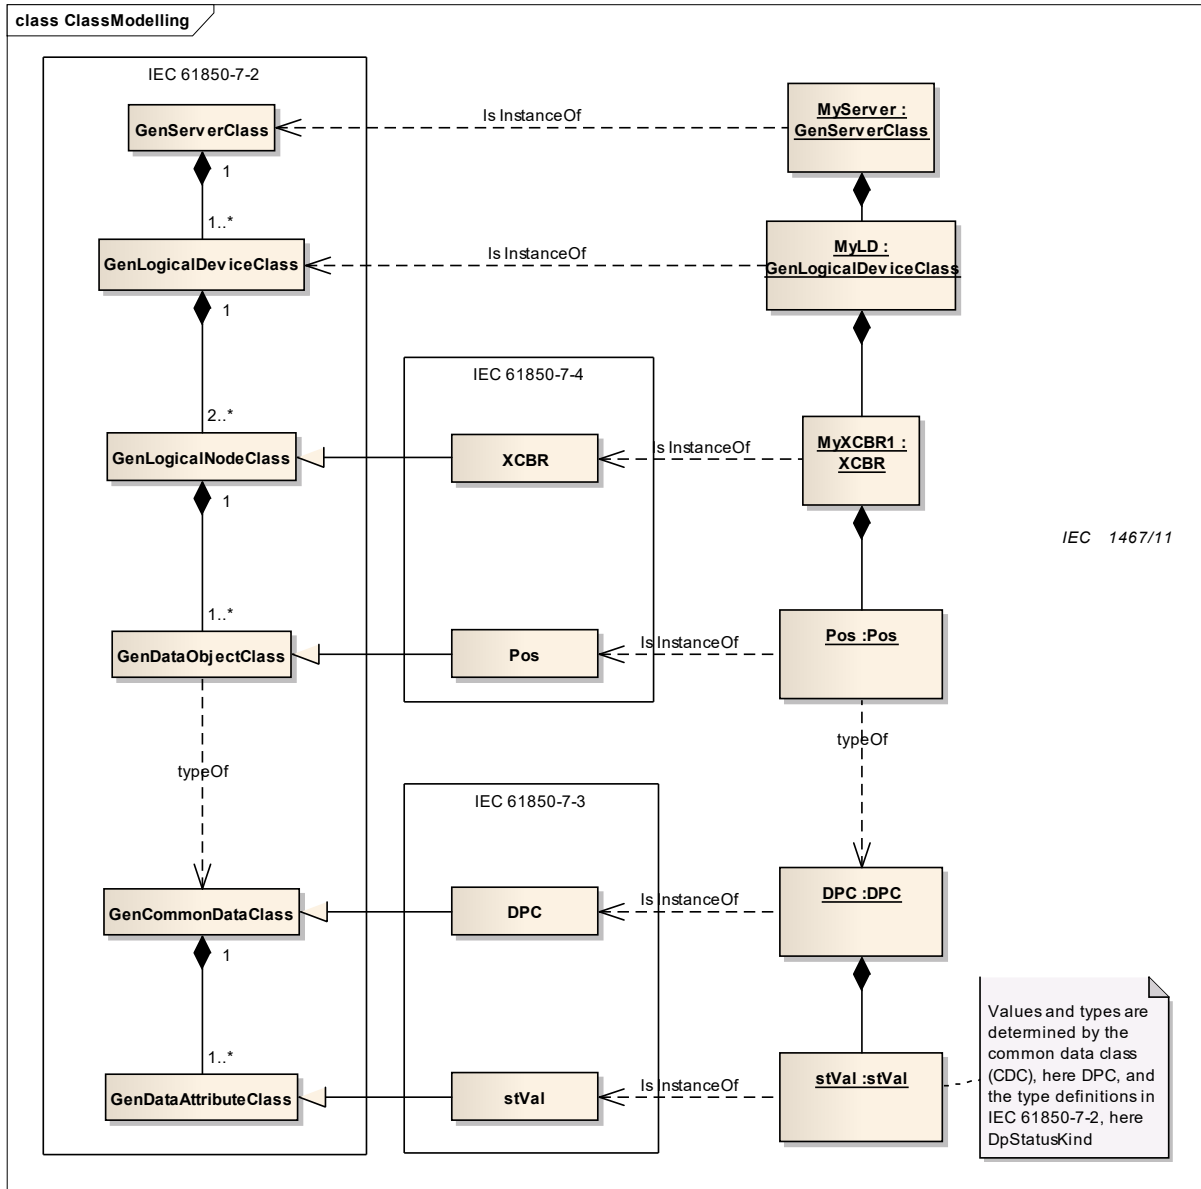 class ClassModelling
IEC 61850-7-2
GenServerClass
Is InstanceOf
MyServer :
GenServerClass
1
1..*
GenLogicalDeviceClass
Is InstanceOf
MyLD :
GenLogicalDeviceClass
1
IEC 61850-7-4
2..*
GenLogicalNodeClass
XCBR
Is InstanceOf
MyXCBR1 :
XCBR
1
IEC 1467/11
1..*
GenDataObjectClass
Pos
Is InstanceOf
Pos :Pos
typeOf
typeOf
IEC 61850-7-3
GenCommonDataClass
DPC
Is InstanceOf
DPC :DPC
1
1..*
GenDataAttributeClass
stVal
Is InstanceOf
stVal :stVal
Values and types are
determined by the
common data class
(CDC), here DPC, and
the type definitions in
IEC 61850-7-2, here
DpStatusKind